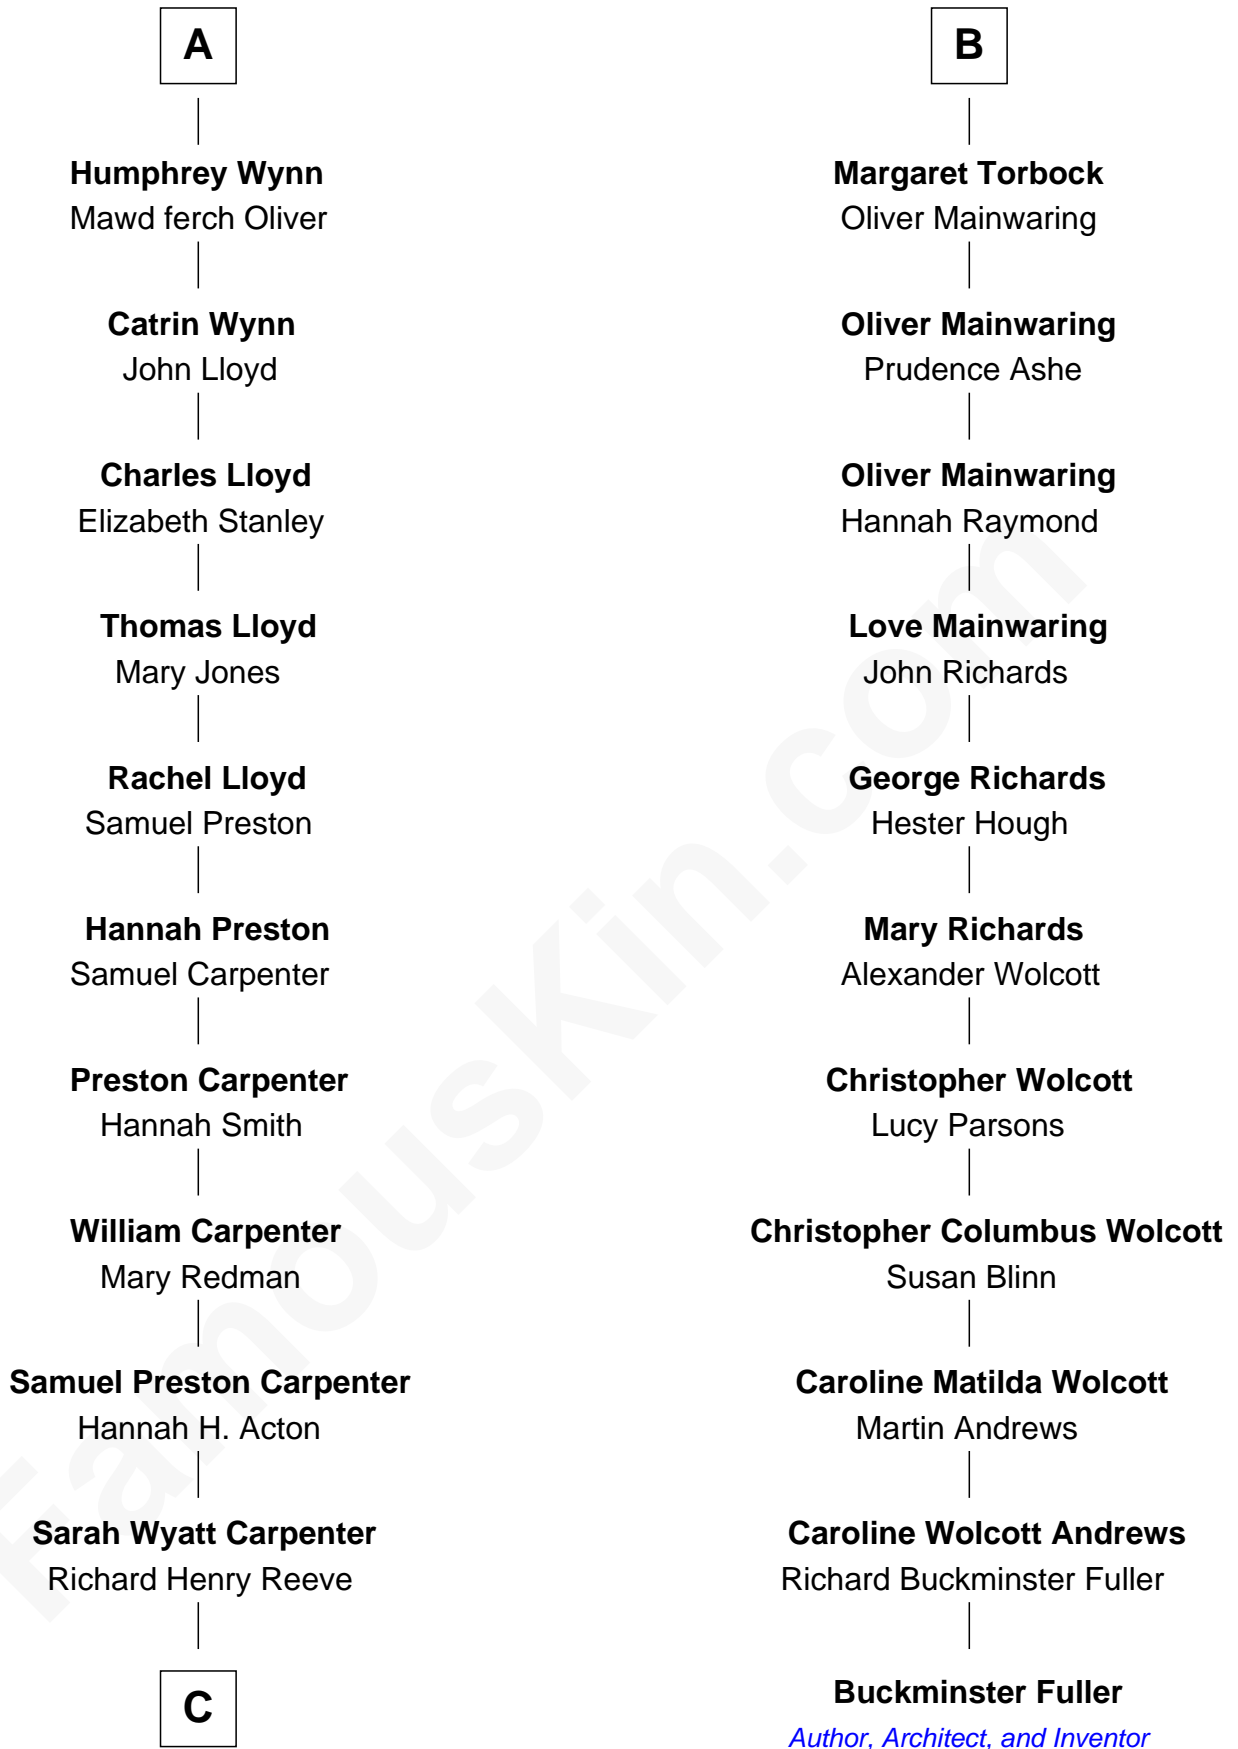 A
Humphrey Wynn
Mawd ferch Oliver
Catrin Wynn
John Lloyd
Charles Lloyd
Elizabeth Stanley
Thomas Lloyd
Mary Jones
Rachel Lloyd
Samuel Preston
Hannah Preston
Samuel Carpenter
Preston Carpenter
Hannah Smith
William Carpenter
Mary Redman
Samuel Preston Carpenter
Hannah H. Acton
Sarah Wyatt Carpenter
Richard Henry Reeve
C
B
Margaret Torbock
Oliver Mainwaring
Oliver Mainwaring
Prudence Ashe
Oliver Mainwaring
Hannah Raymond
Love Mainwaring
John Richards
George Richards
Hester Hough
Mary Richards
Alexander Wolcott
Christopher Wolcott
Lucy Parsons
Christopher Columbus Wolcott
Susan Blinn
Caroline Matilda Wolcott
Martin Andrews
Caroline Wolcott Andrews
Richard Buckminster Fuller
Buckminster Fuller
Author, Architect, and Inventor
FamousKin.com